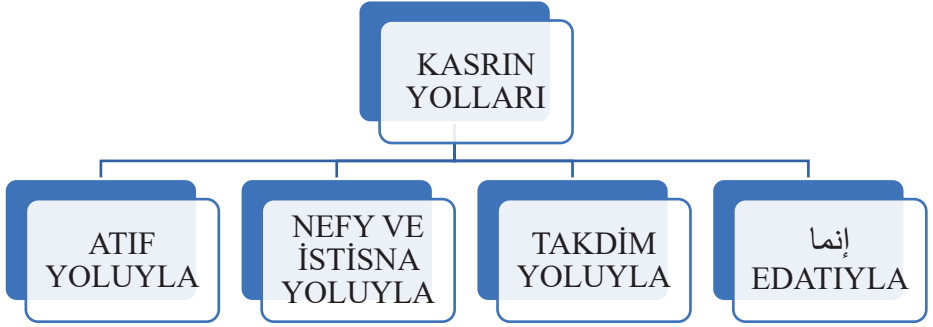 KASRIN
YOLLARI
ATIF
YOLUYLA
NEFY VE
İSTİSNA
YOLUYLA
TAKDİM
YOLUYLA
إنما
EDATIYLA